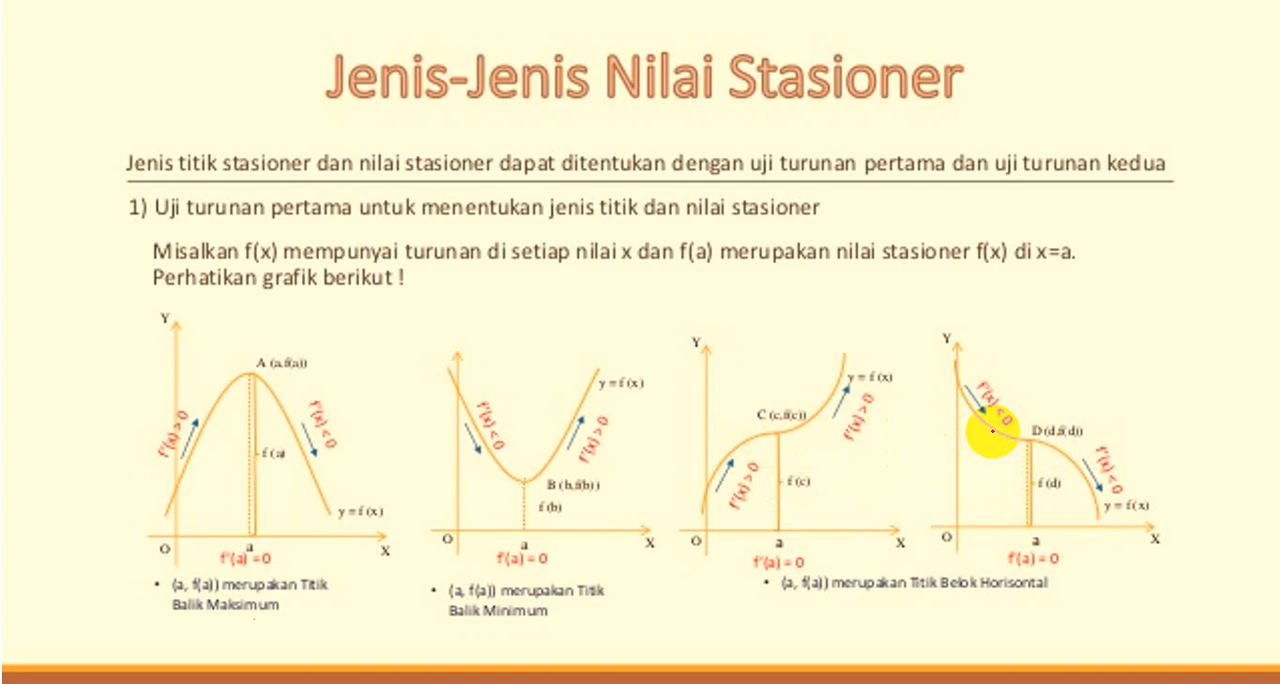 Jenis-Jenis Nilai Stasioner
Jenis titik stasioner dan nilai stasioner dapat ditentukan dengan uji turunan pertama dan uji turunan kedua
1) Uji turunan pertama untuk menentukan jenis titik dan nilai stasioner
Misalkan f(x) mempunyai turunan di setiap nilai x dan f(a) merupakan nilai stasioner f(x) di x=a.
Perhatikan grafik berikut !
Y
A (a,f(a))
f'(x) > 0
f'(x) < 0
f (a)
y = f (x)
O
a
X
f'(a) = 0
• (a, f(a)) merupakan Titik
Balik Maksimum
y = f (x)
f'(x) < 0
f'(x) > 0
B (b,f(b))
f (b)
O
a
X
f'(a) = 0
• (a, f(a)) merupakan Titik
Balik Minimum
Y
y = f (x)
C (c,f(c))
f'(x) > 0
f'(x) > 0
f (c)
O
a
X
f'(a) = 0
Y
f'(x) < 0
D (d,f(d))
f'(x) < 0
f (d)
y = f (x)
O
a
X
f'(a) = 0
• (a, f(a)) merupakan Titik Belok Horisontal